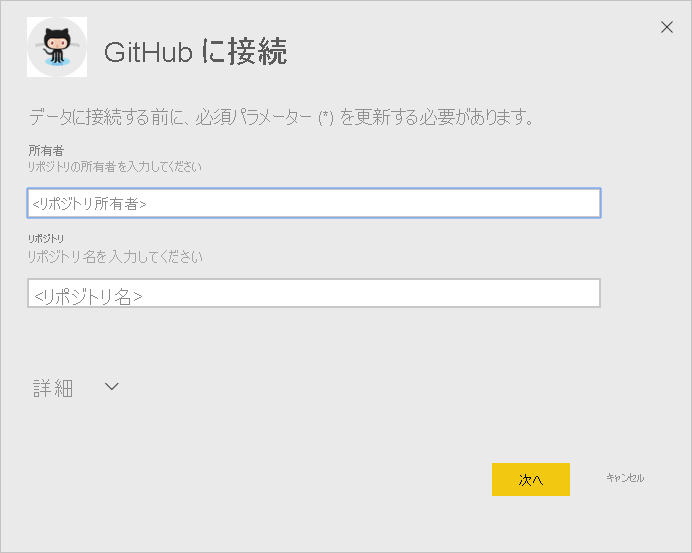 GitHub に接続
データに接続する前に、必須パラメーター (*) を更新する必要があります。
所有者
リポジトリの所有者を入力してください
<リポジトリ所有者>
リポジトリ
リポジトリ名を入力してください
<リポジトリ名>
詳細
次へ
キャンセル